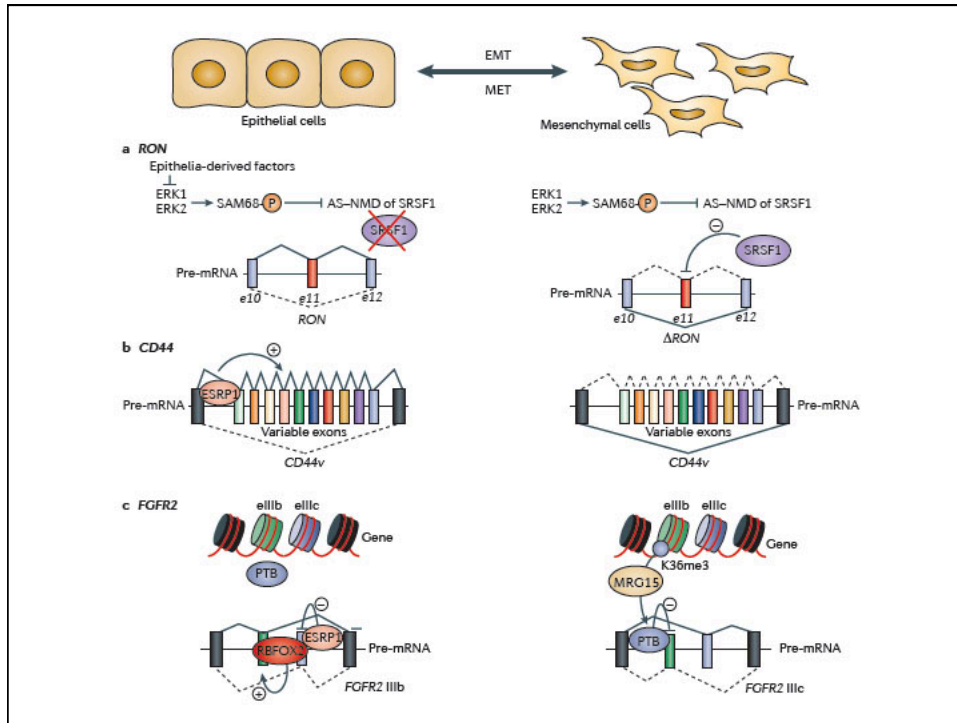 EMT
MET
Epithelial cells
Mesenchymal cells
a RON
Epithelia-derived factors
ERK1
ERK2
SAM68-P
AS–NMD of SRSF1
SRSF1
Pre-mRNA
e10
e11
e12
RON
ERK1
ERK2
SAM68-P
AS–NMD of SRSF1
−
SRSF1
Pre-mRNA
e10
e11
e12
ΔRON
b CD44
+
ESRP1
Pre-mRNA
Variable exons
CD44v
Pre-mRNA
Variable exons
CD44v
c FGFR2
eIIIb eIIIc
Gene
PTB
−
RBFOX2
ESRP1
Pre-mRNA
+
FGFR2 IIIb
eIIIb eIIIc
Gene
K36me3
MRG15
−
PTB
Pre-mRNA
FGFR2 IIIc